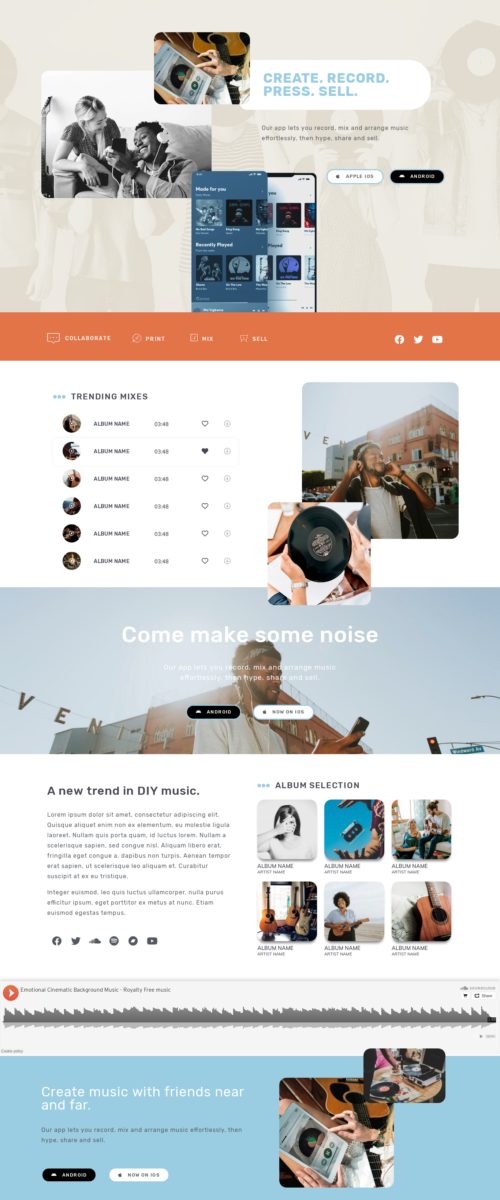 CREATE. RECORD.
PRESS. SELL.
Our app lets you record, mix and arrange music
effortlessly, then hype, share and sell.
APPLE IOS
ANDROID
Made for you
Recently Played
COLLABORATE
PRINT
MIX
SELL
TRENDING MIXES
ALBUM NAME 03:48
ALBUM NAME 03:48
ALBUM NAME 03:48
ALBUM NAME 03:48
ALBUM NAME 03:48
ALBUM NAME 03:48
VEN
Come make some noise
Our app lets you record, mix and arrange music
effortlessly, then hype, share and sell.
ANDROID
NOW ON IOS
VENI
Windward Av
A new trend in DIY music.
Lorem ipsum dolor sit amet, consectetur adipiscing elit.
Quisque aliquet enim non ex elementum, eu molestie ligula
laoreet. Nullam quis porta quam, id luctus lorem. Nullam a
scelerisque sapien, sed congue nisl. Aliquam libero erat,
fringilla eget congue a, dapibus non turpis. Aenean tempor
erat sapien, ut scelerisque leo aliquam et. Curabitur
suscipit at ex eu tristique.
Integer euismod, leo quis luctus ullamcorper, nulla purus
efficitur ipsum, eget porttitor ex metus at nunc. Etiam
euismod egestas tempus.
ALBUM SELECTION
ALBUM NAME
ARTIST NAME
ALBUM NAME
ARTIST NAME
ALBUM NAME
ARTIST NAME
ALBUM NAME
ARTIST NAME
ALBUM NAME
ARTIST NAME
ALBUM NAME
ARTIST NAME
Emotional Cinematic Background Music - Royalty Free music
SOUNDCLOUD
Share
Cookie policy
Create music with friends near
and far.
Our app lets you record, mix and arrange music effortlessly, then
hype, share and sell.
ANDROID
NOW ON IOS